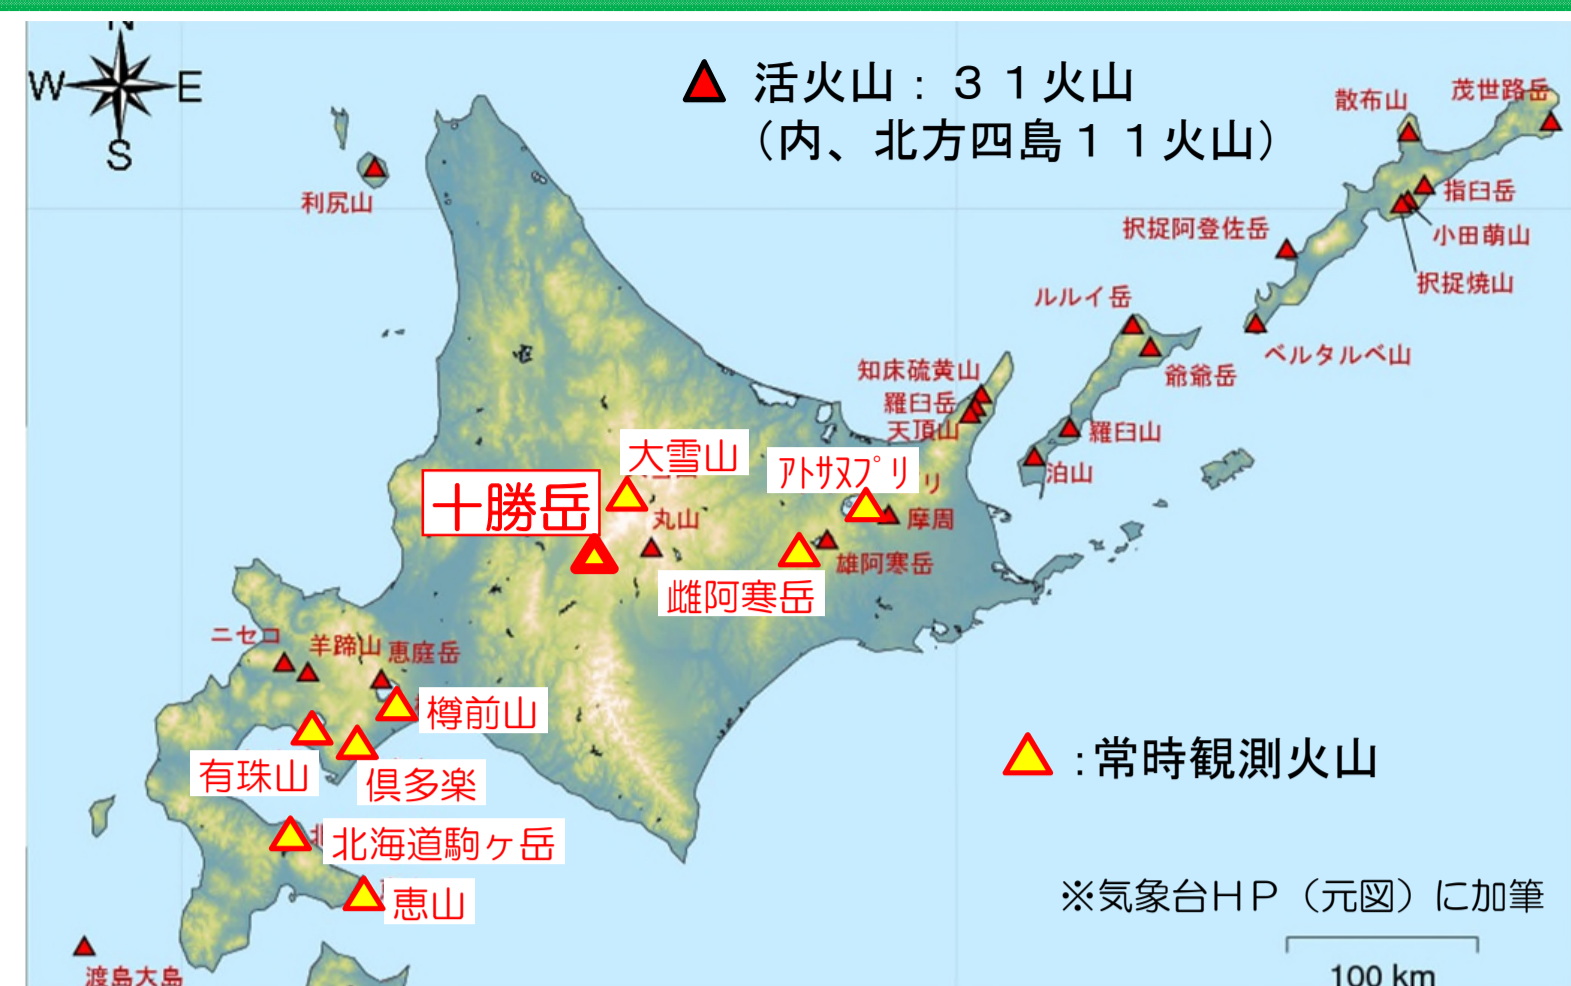 N
W
E
S
活火山：３１火山
（内、北方四島１１火山）
散布山
茂世路岳
利尻山
指臼岳
択捉阿登佐岳
小田萌山
択捉焼山
ルルイ岳
ベルタルベ山
爺爺岳
知床硫黄山
羅臼岳
天頂山
羅臼山
泊山
大雪山
ｱﾄｻﾇﾌﾟﾘ
リ
十勝岳
丸山
摩周
雄阿寒岳
雌阿寒岳
ニセコ
羊蹄山
恵庭岳
樽前山
有珠山
倶多楽
：常時観測火山
北海道駒ヶ岳
恵山
※気象台ＨＰ（元図）に加筆
渡島大島
100 km